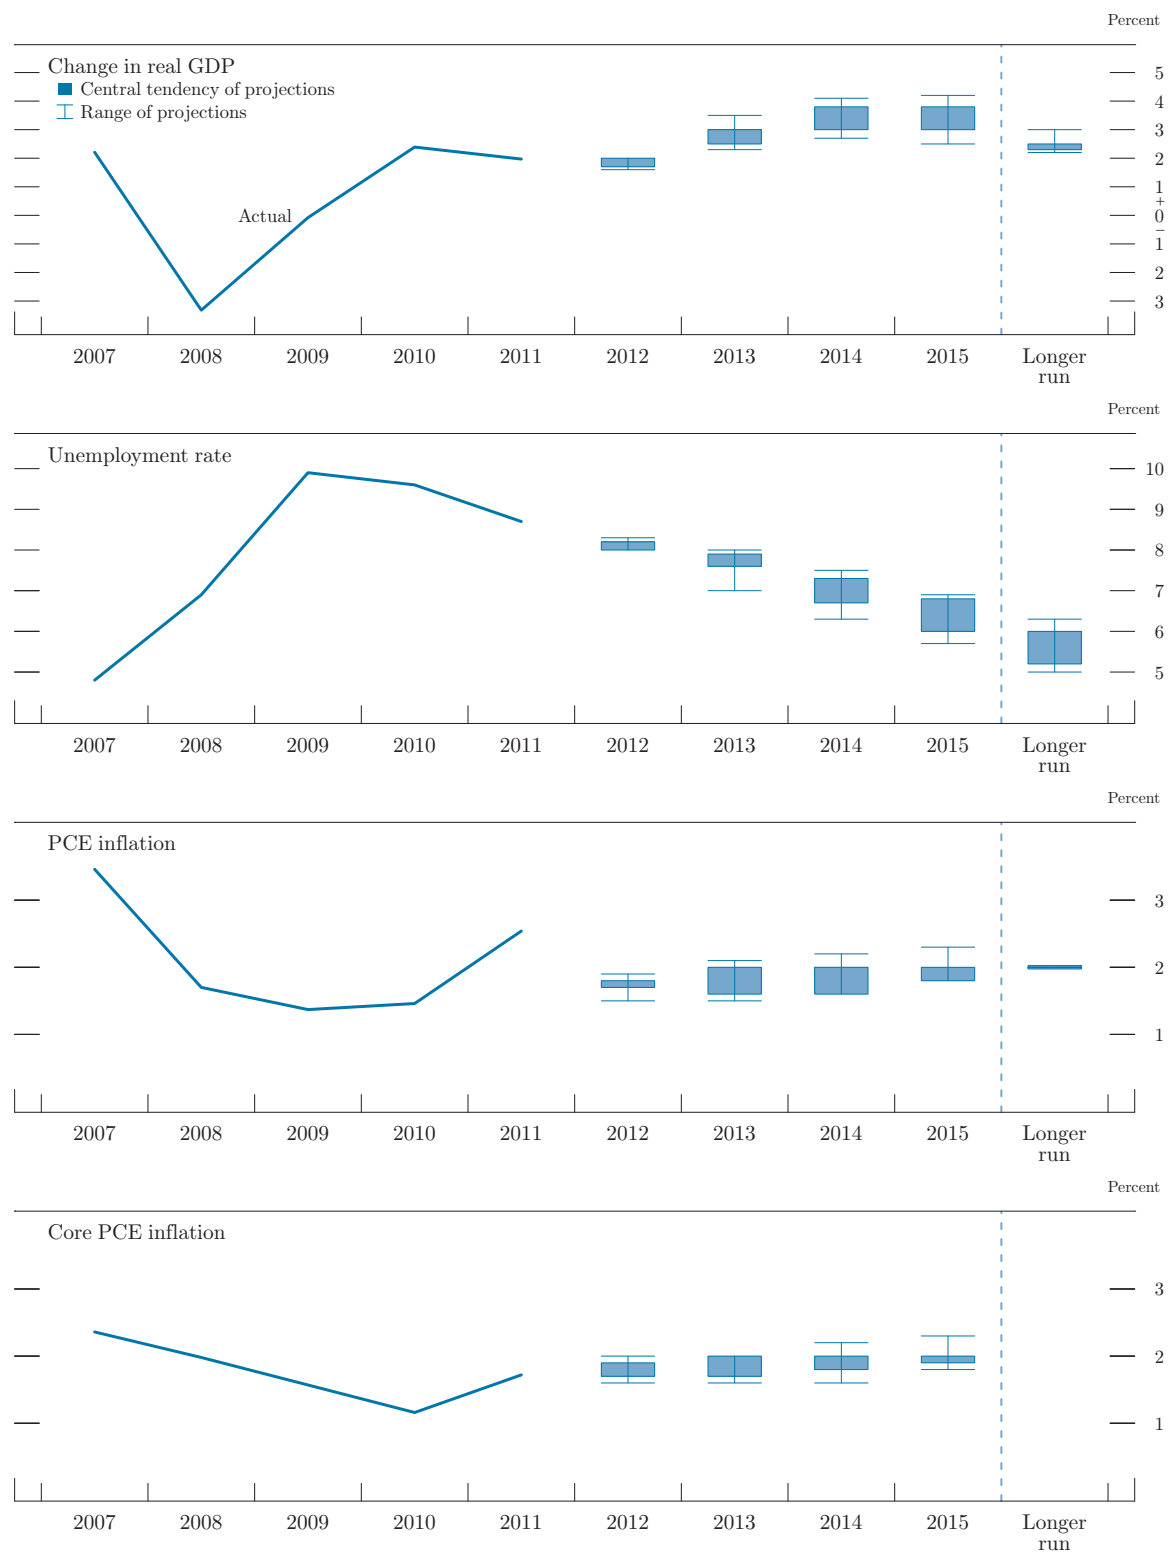 Percent
Change in real GDP
Central tendency of projections
Range of projections
Actual
5
4
3
2
1
+
0
−
1
2
3
2007 2008 2009 2010 2011 2012 2013 2014 2015 Longer
run
Percent
Unemployment rate
10
9
8
7
6
5
2007 2008 2009 2010 2011 2012 2013 2014 2015 Longer
run
Percent
PCE inflation
3
2
1
2007 2008 2009 2010 2011 2012 2013 2014 2015 Longer
run
Percent
Core PCE inflation
3
2
1
2007 2008 2009 2010 2011 2012 2013 2014 2015 Longer
run